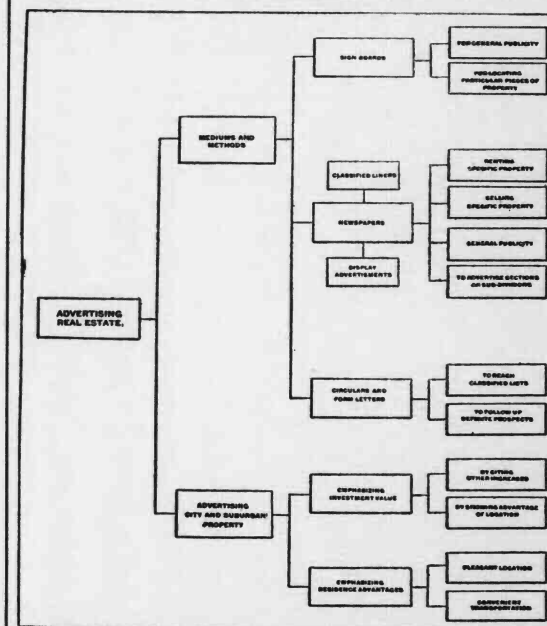 ADVERTISING
REAL ESTATE.
MEDIUMS AND
METHODS
SIGN BOARDS
FOR GENERAL PUBLICITY
FOR LOCATING
PARTICULAR PIECES OF
PROPERTY
CLASSIFIED LINERS
NEWSPAPERS
DISPLAY
ADVERTISMENTS
RENTING
SPECIFIC PROPERTY
SELLING
SPECIFIC PROPERTY
GENERAL PUBLICITY
TO ADVERTISE SECTIONS
OR SUB-DIVISIONS
CIRCULARS AND
FORM LETTERS
TO REACH
CLASSIFIED LISTS
TO FOLLOW UP
DEFINITE PROSPECTS
ADVERTISING
CITY AND SUBURBAN
PROPERTY
EMPHASIZING
INVESTMENT VALUE
BY CITING
OTHER INCREASES
BY SHOWING ADVANTAGE
OF LOCATION
EMPHASIZING
RESIDENCE ADVANTAGES
PLEASANT LOCATION
CONVENIENT
TRANSPORTATION